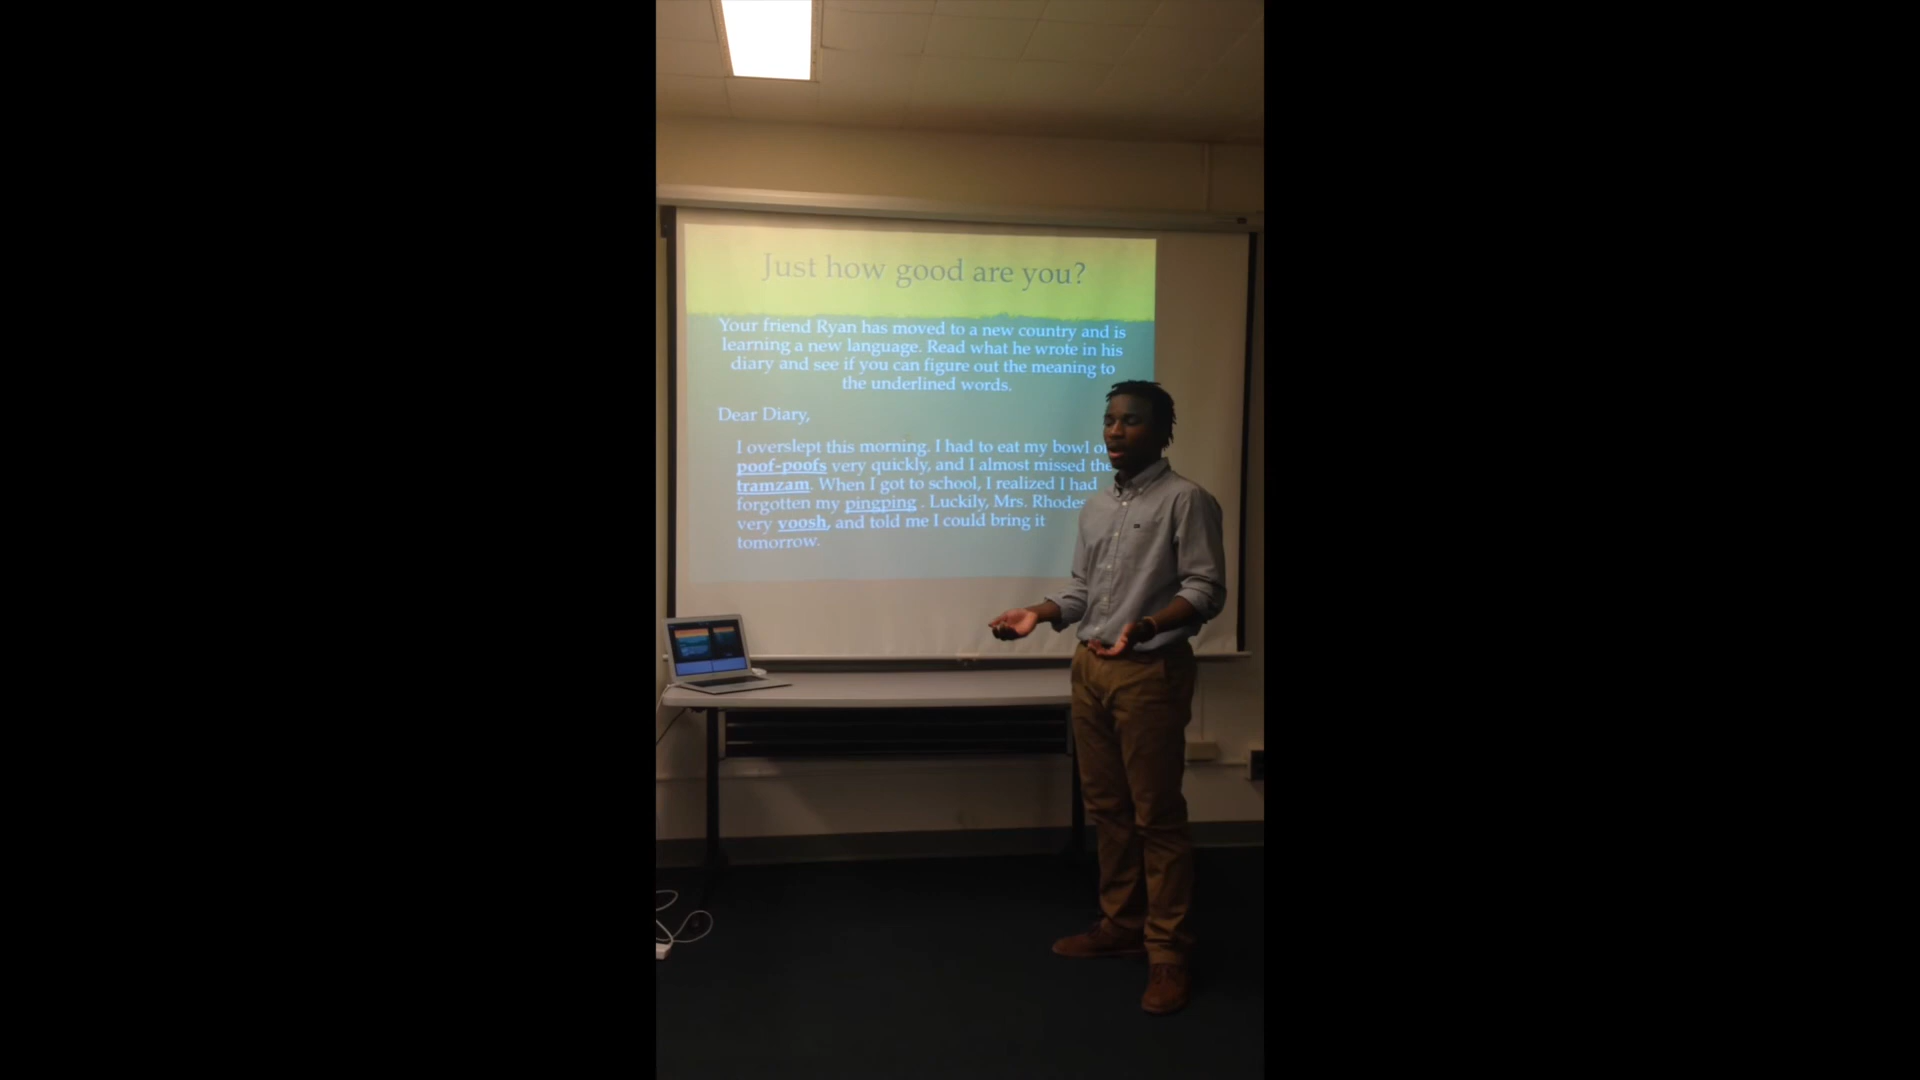 Just how good are you?
Your friend Ryan has moved to a new country and is
learning a new language. Read what he wrote in his
diary and see if you can figure out the meaning to
the underlined words.
Dear Diary,
I overslept this morning. I had to eat my bowl
poof-poofs very quickly, and I almost missed the
tramzam. When I got to school, I realized I had
forgotten my pingping . Luckily, Mrs. Rhodes
very yoosh, and told me I could bring it
tomorrow.